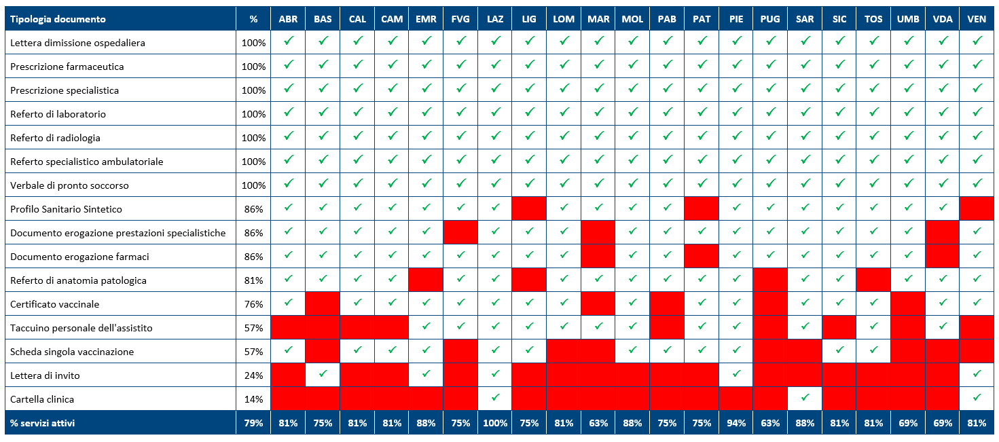 Tipologia documento % ABR BAS CAL CAM EMR FVG LAZ LIG LOM MAR MOL PAB PAT PIE PUG SAR SIC TOS UMB VDA VEN
Lettera dimissione ospedaliera 100%
Prescrizione farmaceutica 100%
Prescrizione specialistica 100%
Referto di laboratorio 100%
Referto di radiologia 100%
Referto specialistico ambulatoriale 100%
Verbale di pronto soccorso 100%
Profilo Sanitario Sintetico 86%
Documento erogazione prestazioni specialistiche 86%
Documento erogazione farmaci 86%
Referto di anatomia patologica 81%
Certificato vaccinale 76%
Taccuino personale dell'assistito 57%
Scheda singola vaccinazione 57%
Lettera di invito 24%
Cartella clinica 14%
% servizi attivi 79% 81% 75% 81% 81% 88% 75% 100% 75% 81% 63% 88% 75% 75% 94% 63% 88% 81% 81% 69% 69% 81%